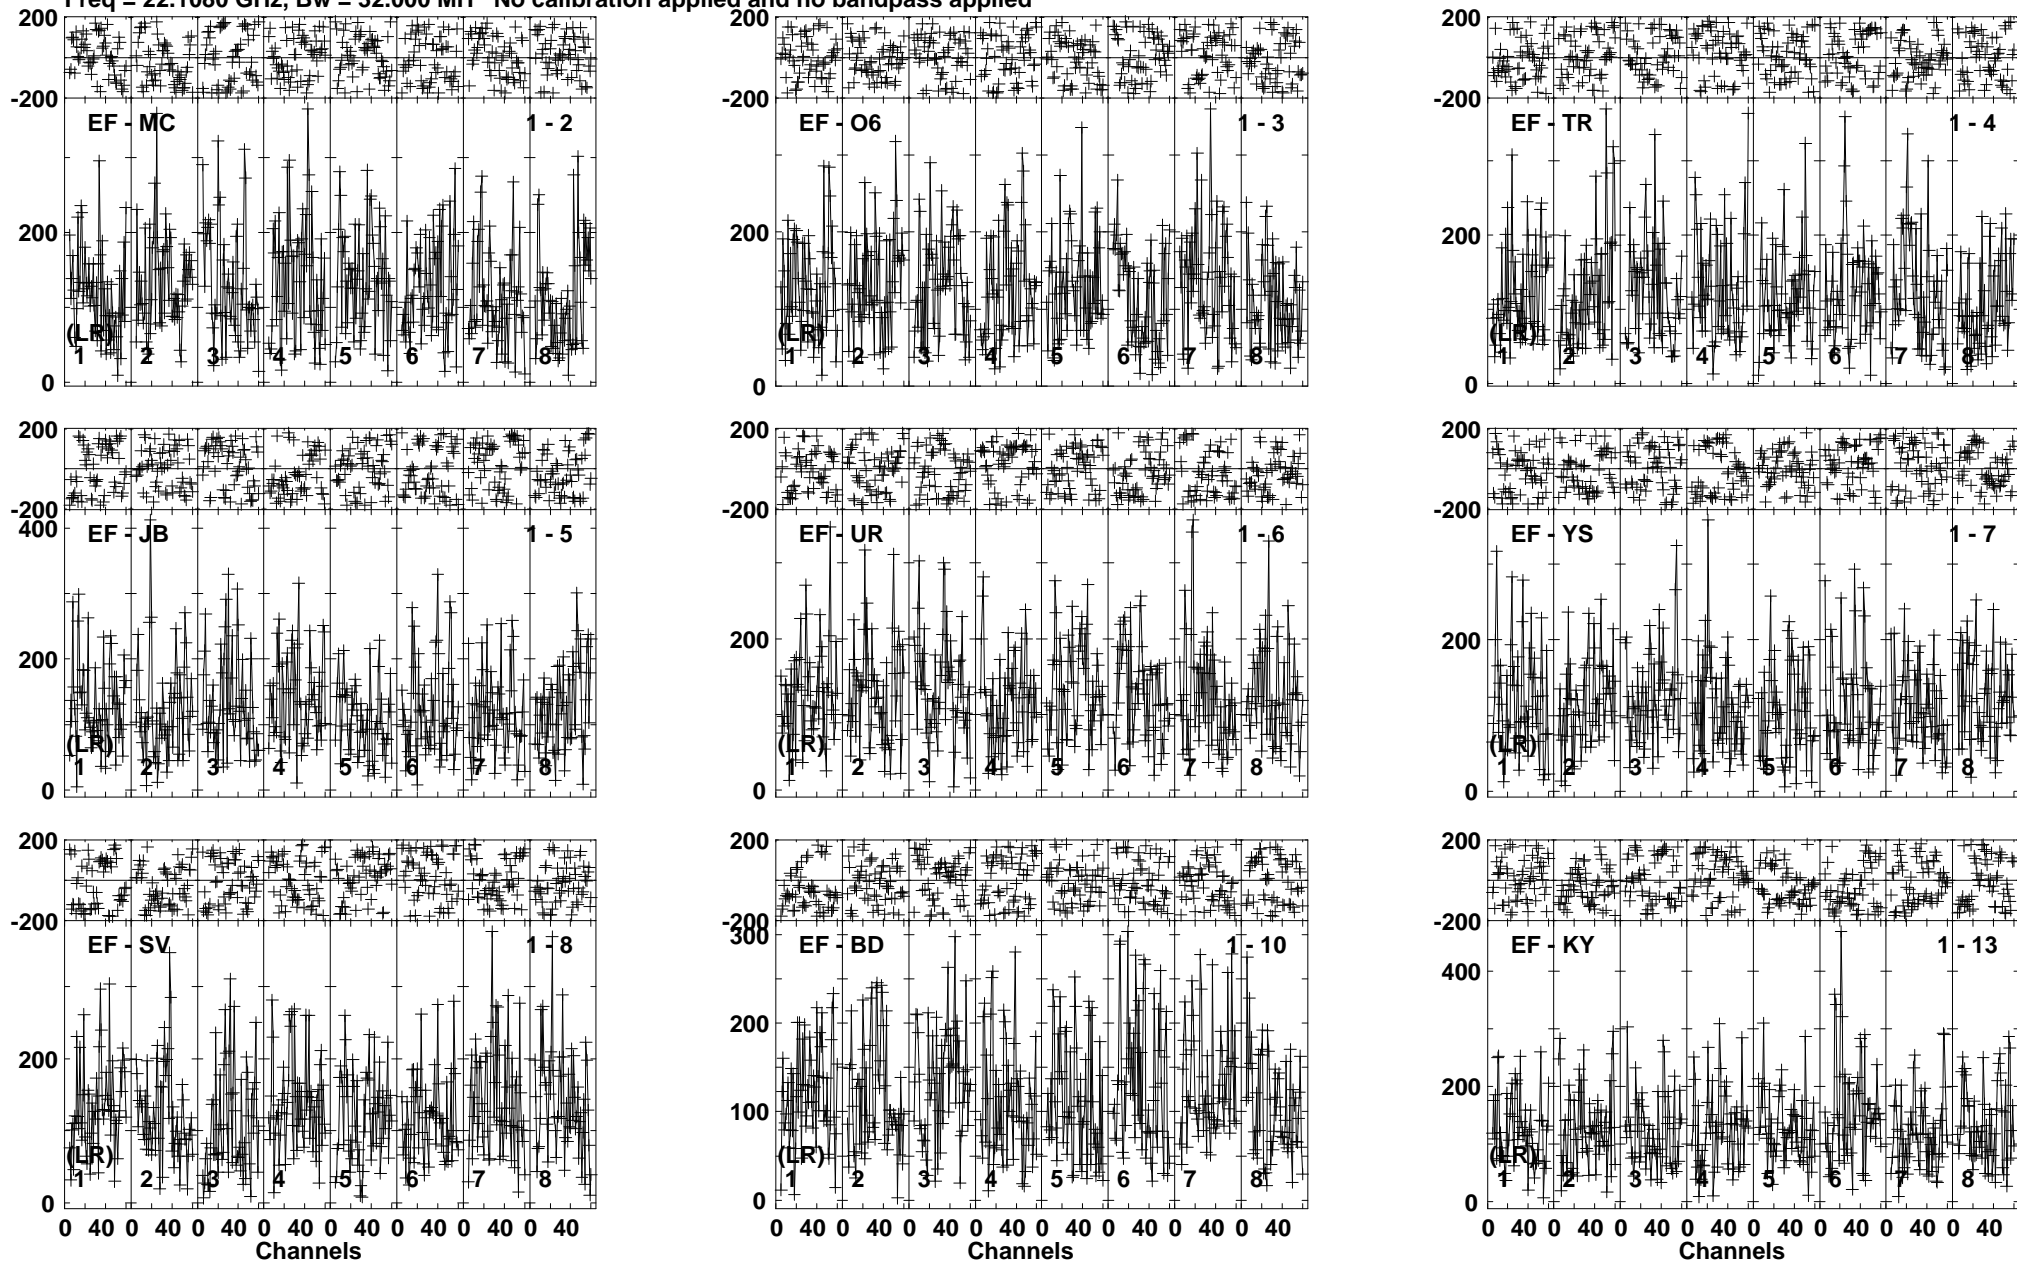 Freq = 22.1080 GHz, Bw = 32.000 MH No calibration applied and no bandpass applied
200 200 200
-200 -200 -200
EF - MC 1 - 2 EF - O6 1 - 3 EF - TR 1 - 4
200 200 200
(LR) (LR) (LR)
1 2 3 4 5 6 7 8 1 2 3 4 5 6 7 8 1 2 3 4 5 6 7 8
0 0 0
200 200 200
-200 -200 -200
400
EF - JB 1 - 5 EF - UR 1 - 6 EF - YS 1 - 7
200 200 200
(LR) (LR) (LR)
1 2 3 4 5 6 7 8 1 2 3 4 5 6 7 8 1 2 3 4 5 6 7 8
0 0 0
200 200 200
-200 -200 -200
300
EF - SV 1 - 8 EF - BD 1 - 10 EF - KY 1 - 13
400
200 200 200
100
(LR) (LR) (LR)
1 2 3 4 5 6 7 8 1 2 3 4 5 6 7 8 1 2 3 4 5 6 7 8
0 0 0
0 40 0 40 0 40 0 40 0 40 0 40 0 40 0 40 0 40 0 40 0 40 0 40 0 40 0 40 0 40 0 40 0 40 0 40 0 40 0 40 0 40 0 40 0 40 0 40
Channels Channels Channels